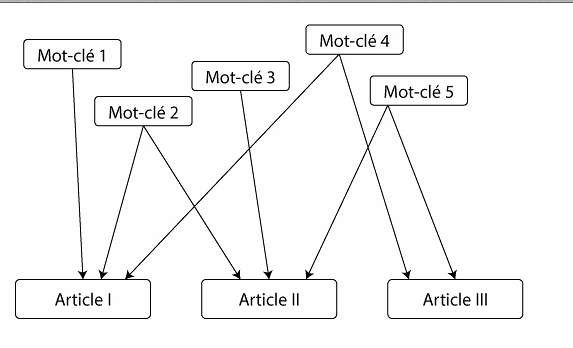 Mot-clé 1
Mot-clé 2
Mot-clé 3
Mot-clé 4
Mot-clé 5
Article I
Article II
Article III